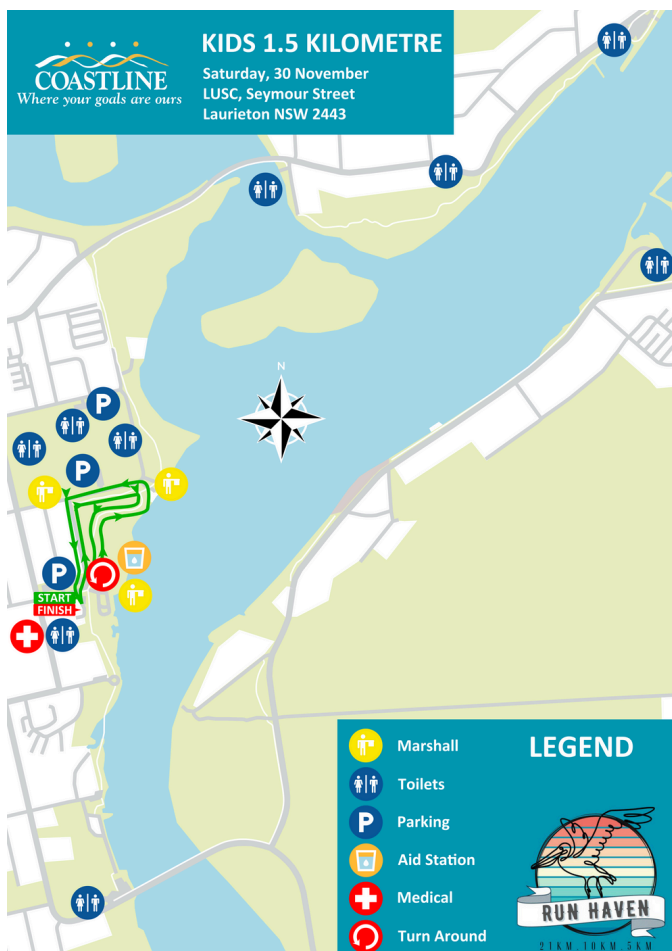 COASTLINE
Where your goals are ours
KIDS 1.5 KILOMETRE
Saturday, 30 November
LUSC, Seymour Street
Laurieton NSW 2443
N
P
P
P
START
FINISH
LEGEND
Marshall
Toilets
P Parking
Aid Station
Medical
Turn Around
RUN HAVEN
21KM.10KM.5KM